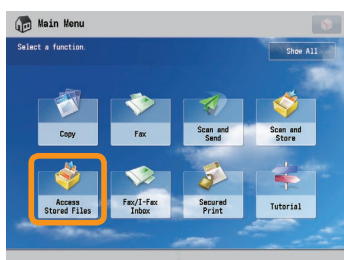 Main Menu
Select a function.
Show All
Copy
Fax
Scan and
Send
Scan and
Store
Access
Stored Files
Fax/I-Fax
Inbox
Secured
Print
Tutorial